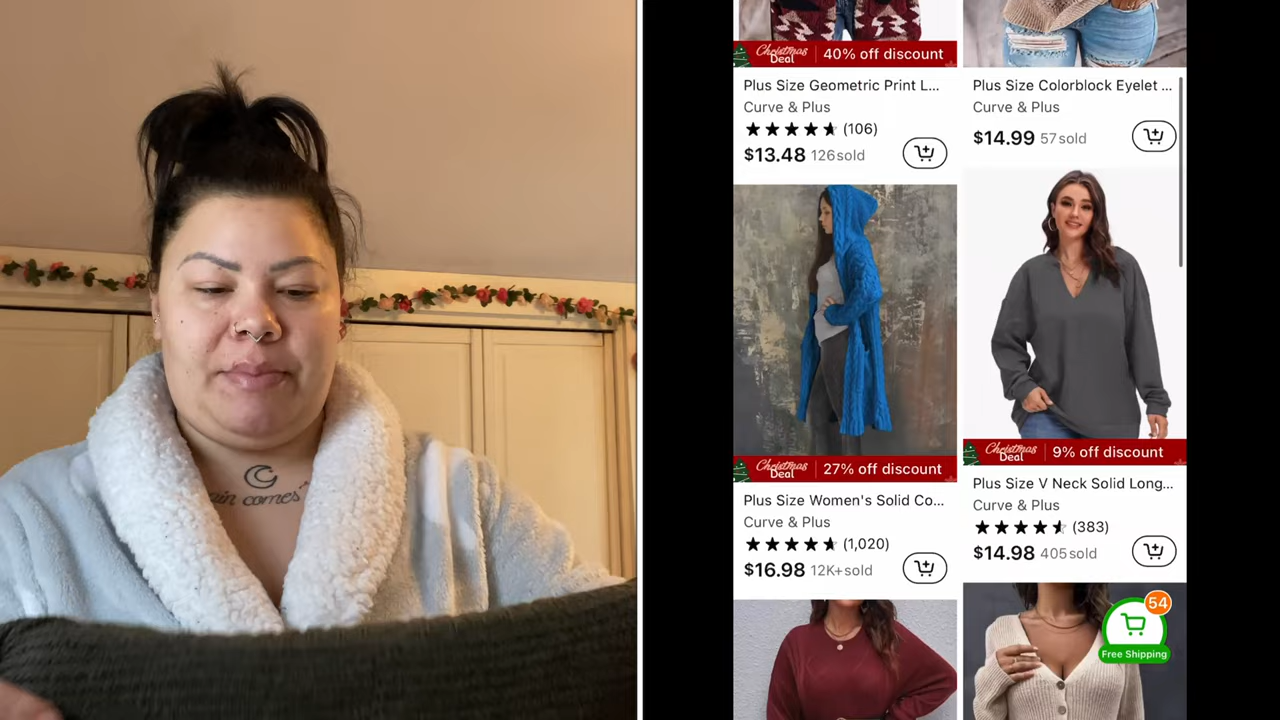 ain comes
Christmas Deal | 40% off discount
Plus Size Geometric Print L...
Curve & Plus
(106)
$13.48 126sold
Plus Size Colorblock Eyelet ...
Curve & Plus
$14.99 57sold
Christmas Deal | 27% off discount
Plus Size Women's Solid Co...
Curve & Plus
(1,020)
$16.98 12K+sold
Christmas Deal | 9% off discount
Plus Size V Neck Solid Long...
Curve & Plus
(383)
$14.98 405sold
54
Free Shipping